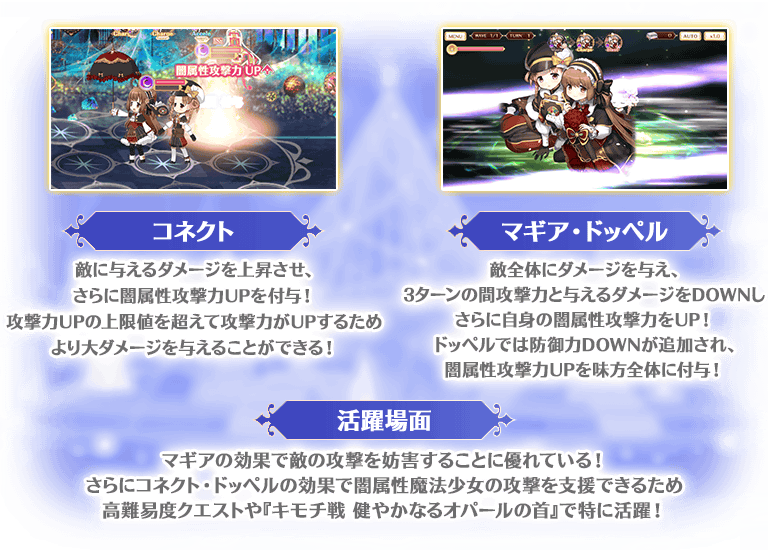 闇属性攻撃力 UP
MENU
WAVE 1/1
TURN
AUTO
コネクト
敵に与えるダメージを上昇させ、
さらに闇属性攻撃力UPを付与!
攻撃力UPの上限値を超えて攻撃力がUPするため
より大ダメージを与えることができる!
マギア・ドッペル
敵全体にダメージを与え、
3ターンの間攻撃力と与えるダメージをDOWNし
さらに自身の闇属性攻撃力をUP!
ドッペルでは防御力DOWNが追加され、
闇属性攻撃力UPを味方全体に付与!
活躍場面
マギアの効果で敵の攻撃を妨害することに優れている!
さらにコネクト・ドッペルの効果で闇属性魔法少女の攻撃を支援できるため
高難易度クエストや『キモチ戦 健やかなるオパールの首』で特に活躍!